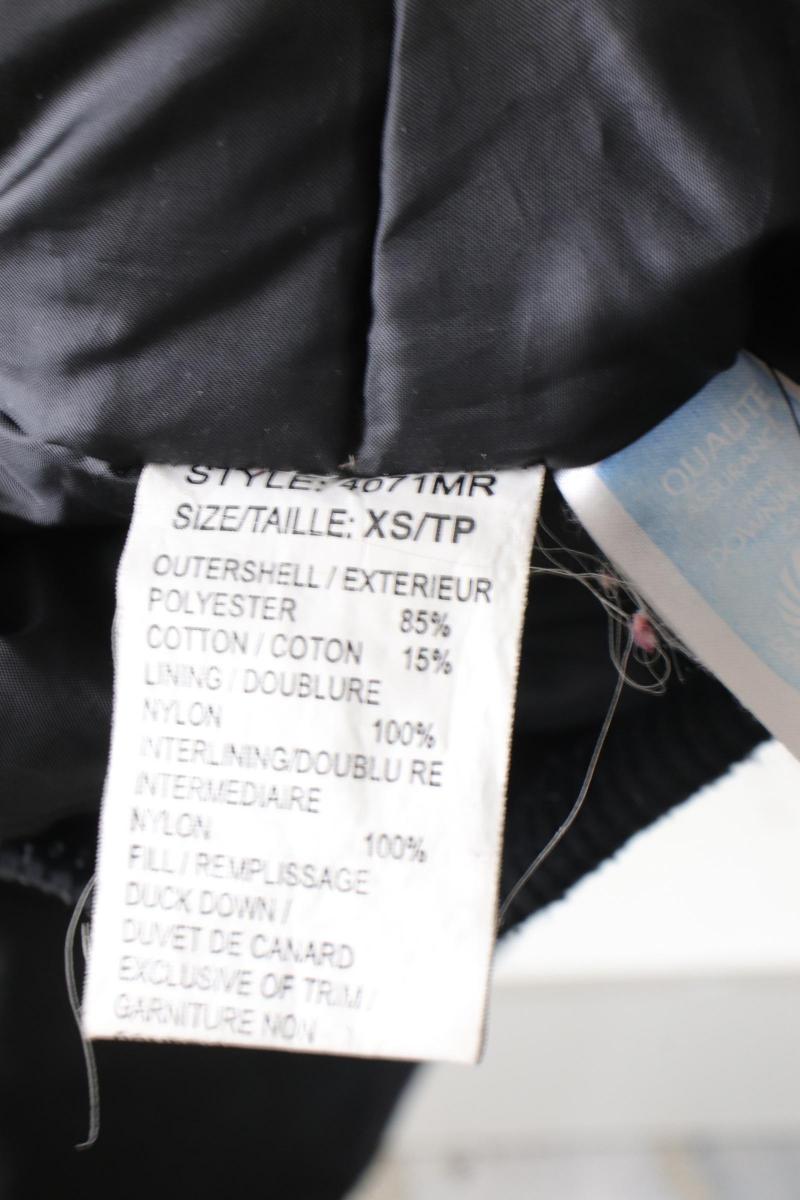 STYLE: 4671MR
SIZE/TAILLE: XS/TP
OUTERSHELL / EXTERIEUR
POLYESTER 85%
COTTON / COTON 15%
LINING / DOUBLURE
NYLON 100%
INTERLINING/DOUBLU RE
INTERMEDIAIRE
NYLON 100%
FILL / REMPLISSAGE
DUCK DOWN /
DUVET DE CANARD
EXCLUSIVE OF TRIM /
GARNITURE NON
QUALITÉ